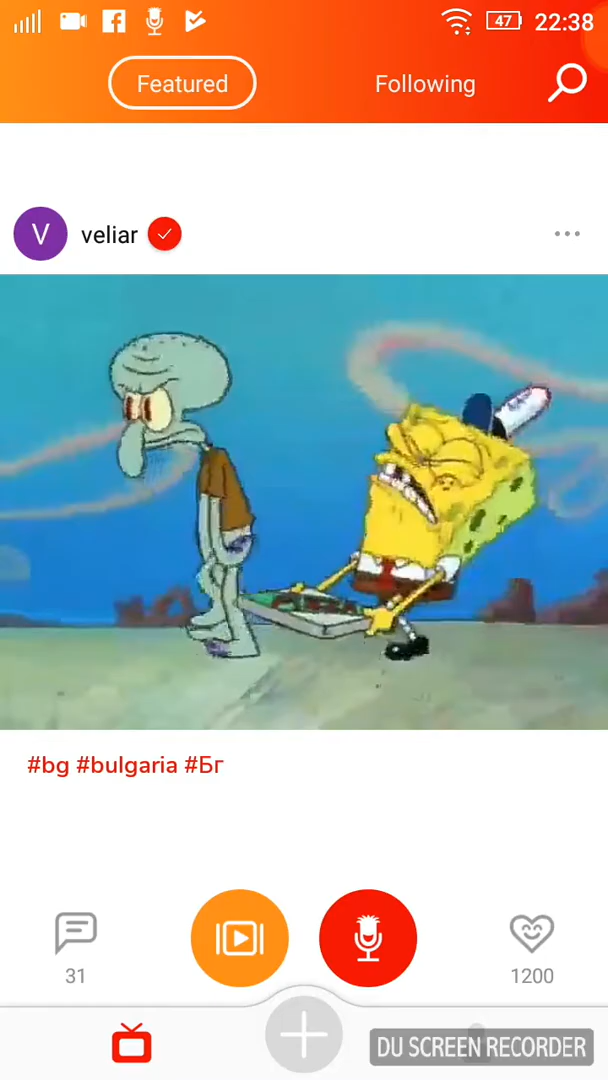 47 22:38
Featured Following
V veliar
#bg #bulgaria #Бг
31 1200
DU SCREEN RECORDER